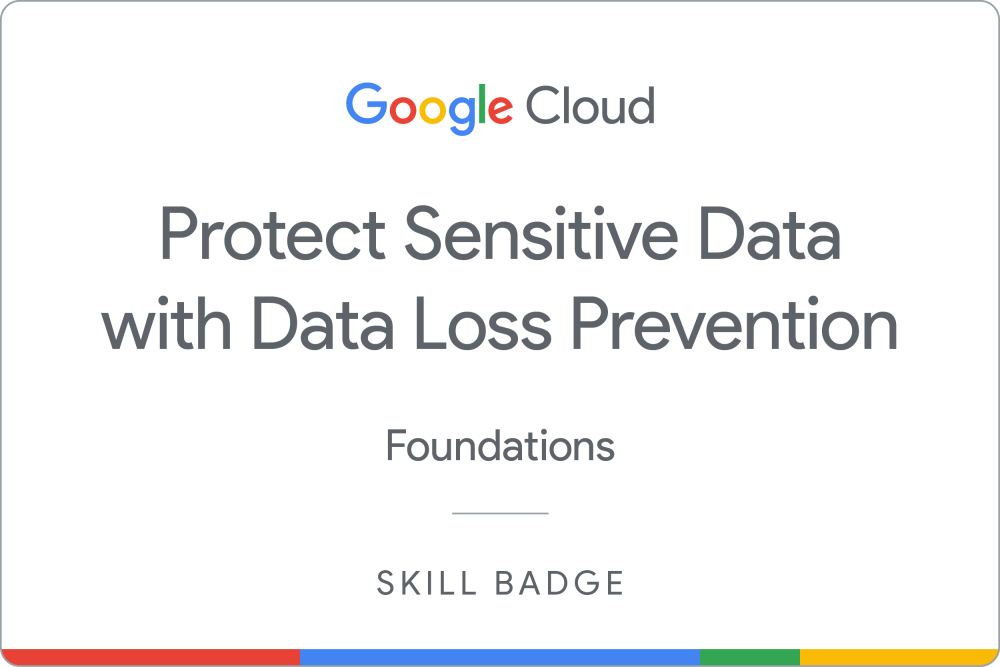 Google Cloud
Protect Sensitive Data
with Data Loss Prevention
Foundations
SKILL BADGE